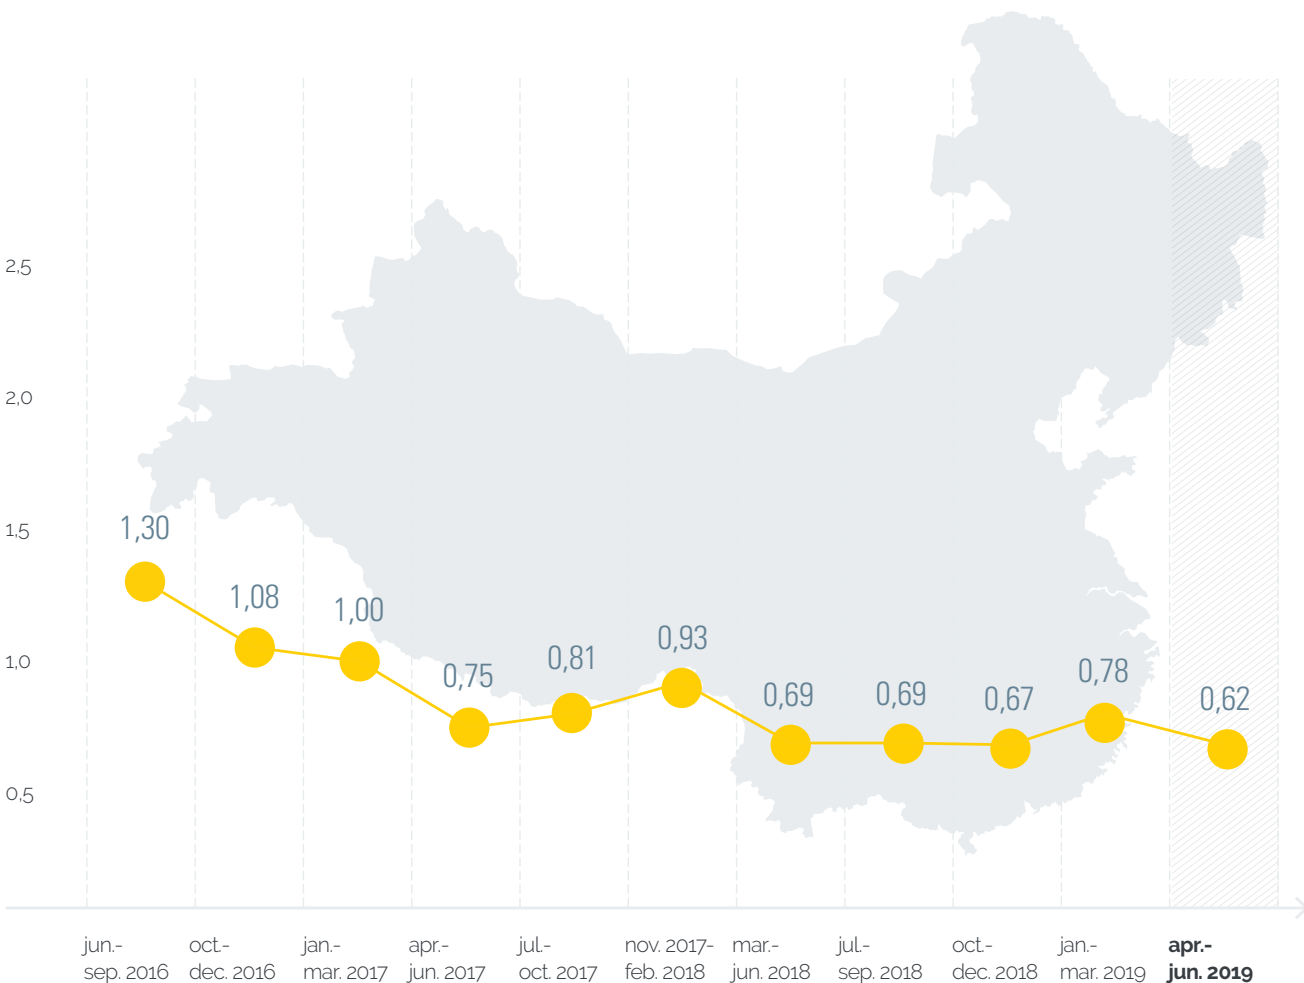 2,5
2,0
1,5
1,0
0,5
1,30
1,08
1,00
0,75
0,81
0,93
0,69
0,69
0,67
0,78
0,62
jun.-
sep. 2016
oct.-
dec. 2016
jan.-
mar. 2017
apr.-
jun. 2017
jul.-
oct. 2017
nov. 2017-
feb. 2018
mar.-
jun. 2018
jul.-
sep. 2018
oct.-
dec. 2018
jan.-
mar. 2019
apr.-
jun. 2019